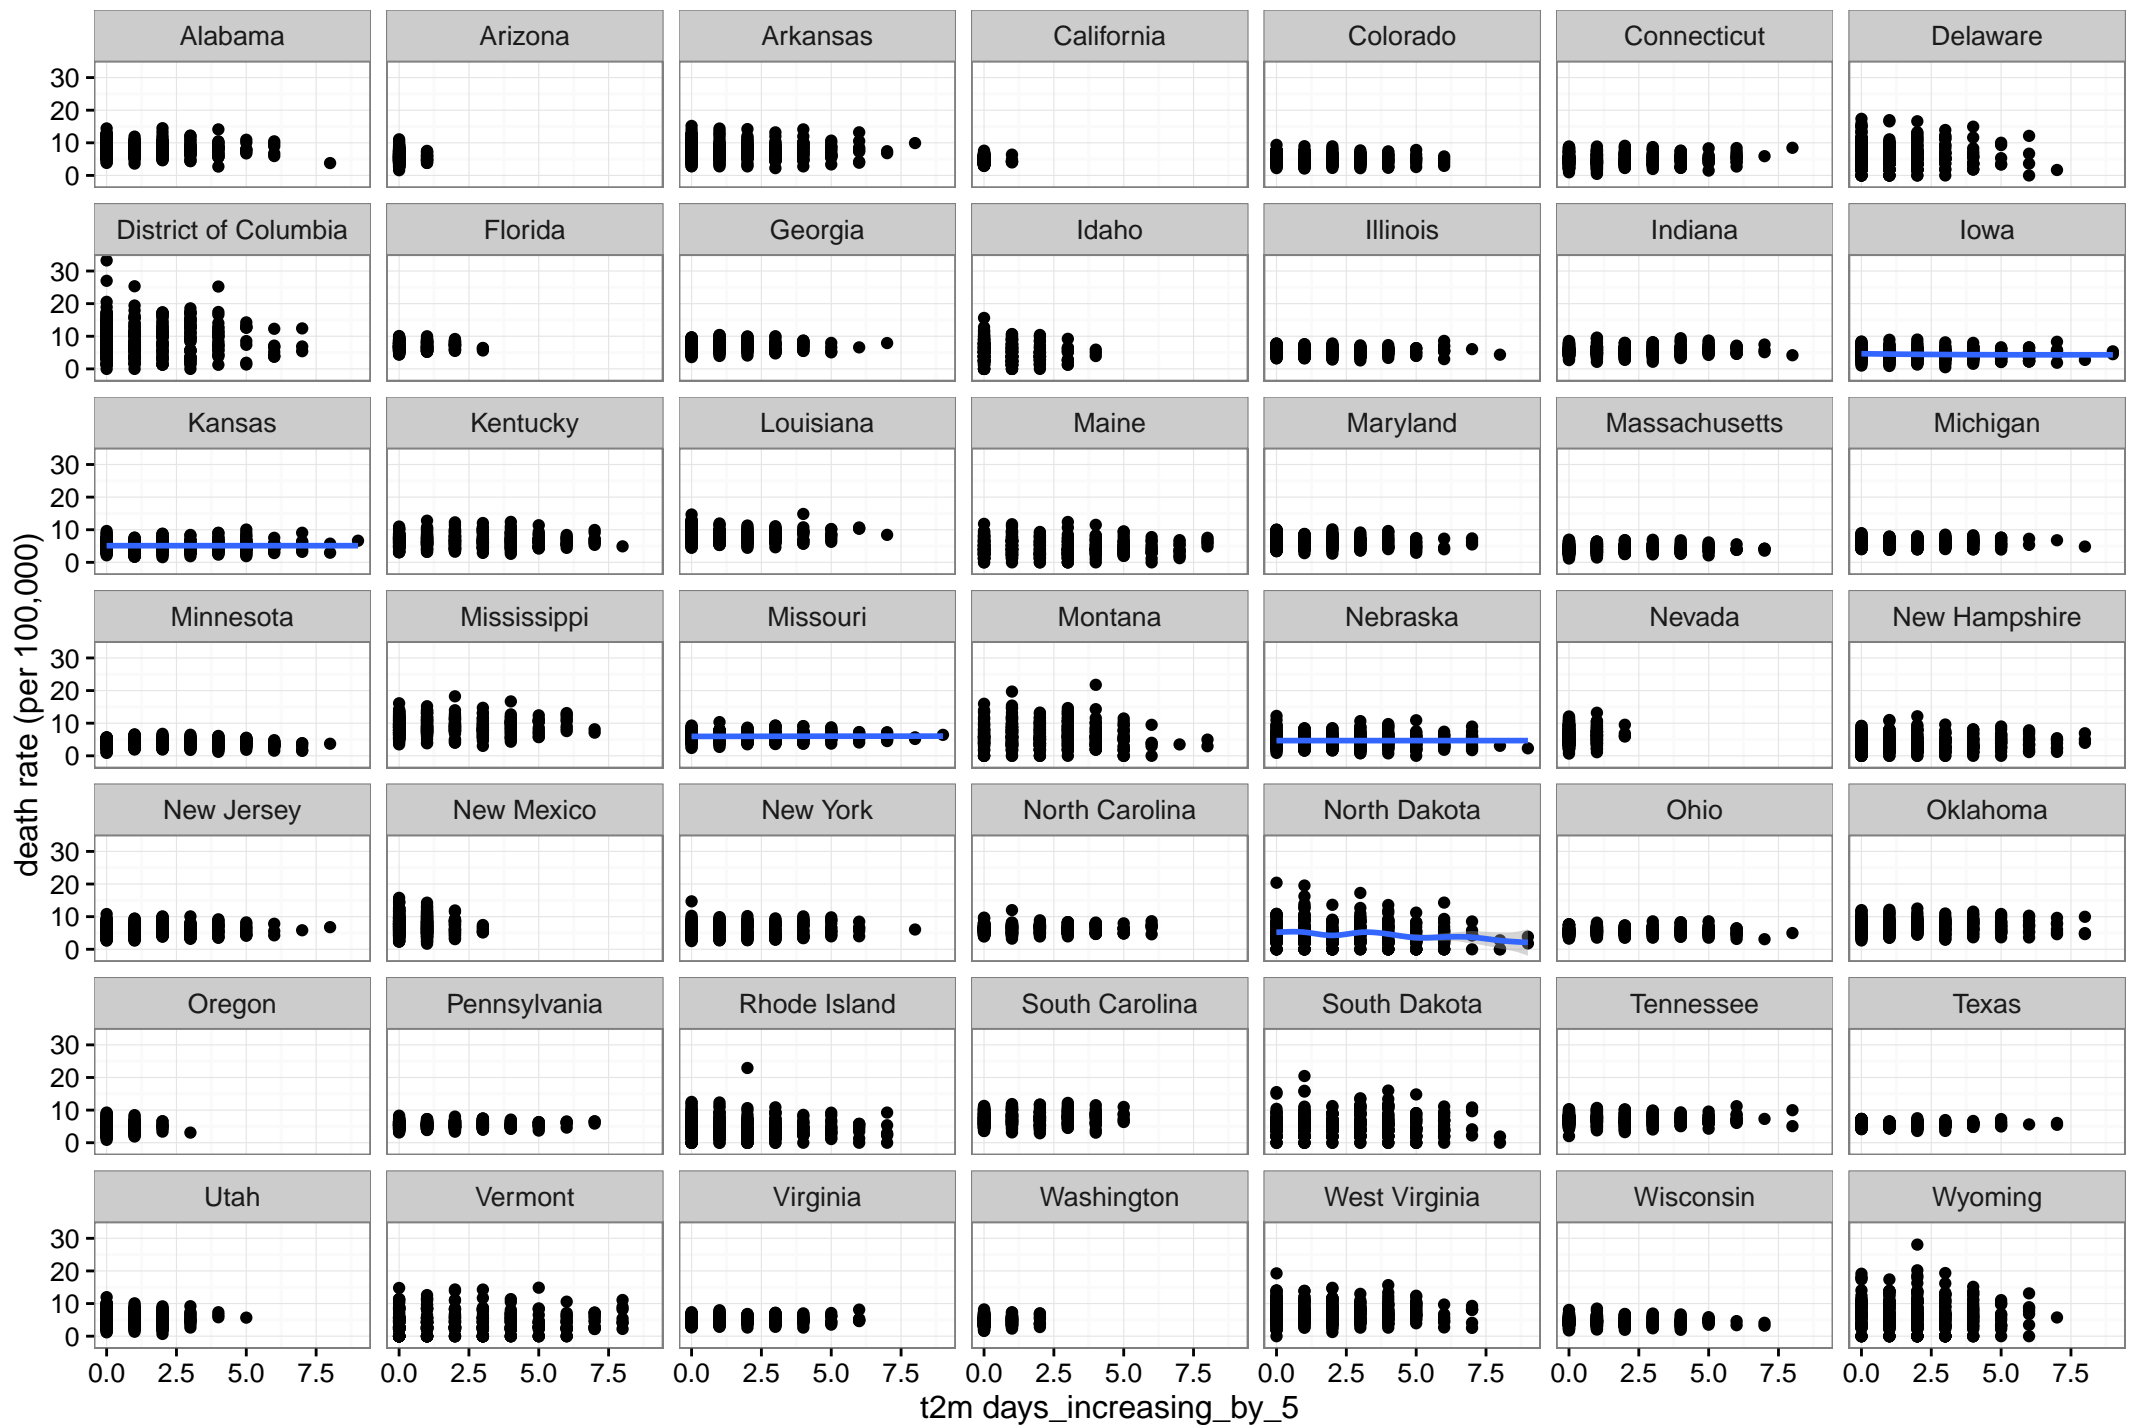 Alabama Arizona Arkansas California Colorado Connecticut Delaware
30
20
10
0
District of Columbia Florida Georgia Idaho Illinois Indiana Iowa
30
20
10
0
Kansas Kentucky Louisiana Maine Maryland Massachusetts Michigan
30
20
10
0
Minnesota Mississippi Missouri Montana Nebraska Nevada New Hampshire
30
20
10
0
New Jersey New Mexico New York North Carolina North Dakota Ohio Oklahoma
30
20
10
0
Oregon Pennsylvania Rhode Island South Carolina South Dakota Tennessee Texas
30
20
10
0
Utah Vermont Virginia Washington West Virginia Wisconsin Wyoming
30
20
10
0
0.0 2.5 5.0 7.5 0.0 2.5 5.0 7.5 0.0 2.5 5.0 7.5 0.0 2.5 5.0 7.5 0.0 2.5 5.0 7.5 0.0 2.5 5.0 7.5 0.0 2.5 5.0 7.5
t2m days_increasing_by_5
death rate (per 100,000)